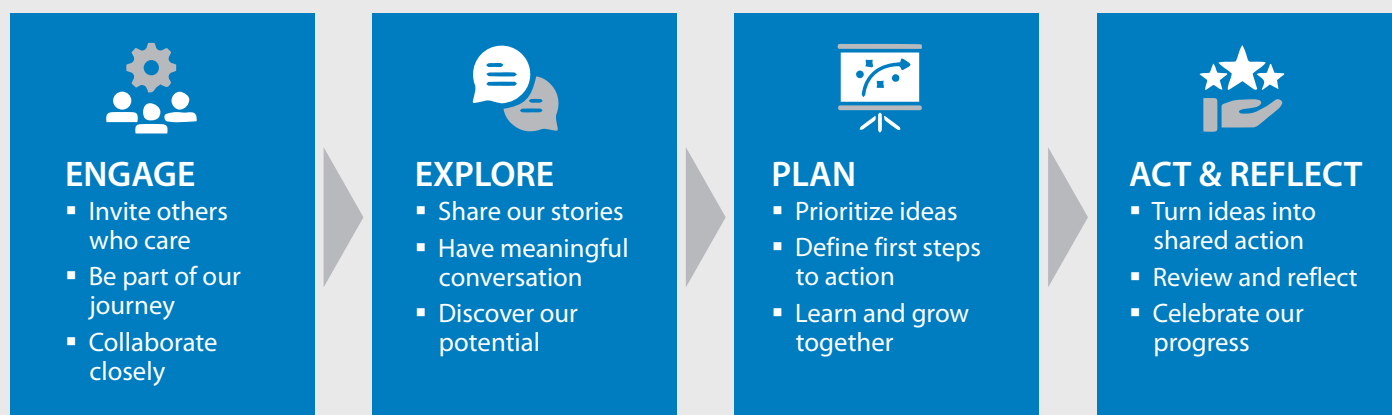 ENGAGE
▪ Invite others
who care
▪ Be part of our
journey
▪ Collaborate
closely
EXPLORE
▪ Share our stories
▪ Have meaningful
conversation
▪ Discover our
potential
PLAN
▪ Prioritize ideas
▪ Define first steps
to action
▪ Learn and grow
together
ACT & REFLECT
▪ Turn ideas into
shared action
▪ Review and reflect
▪ Celebrate our
progress